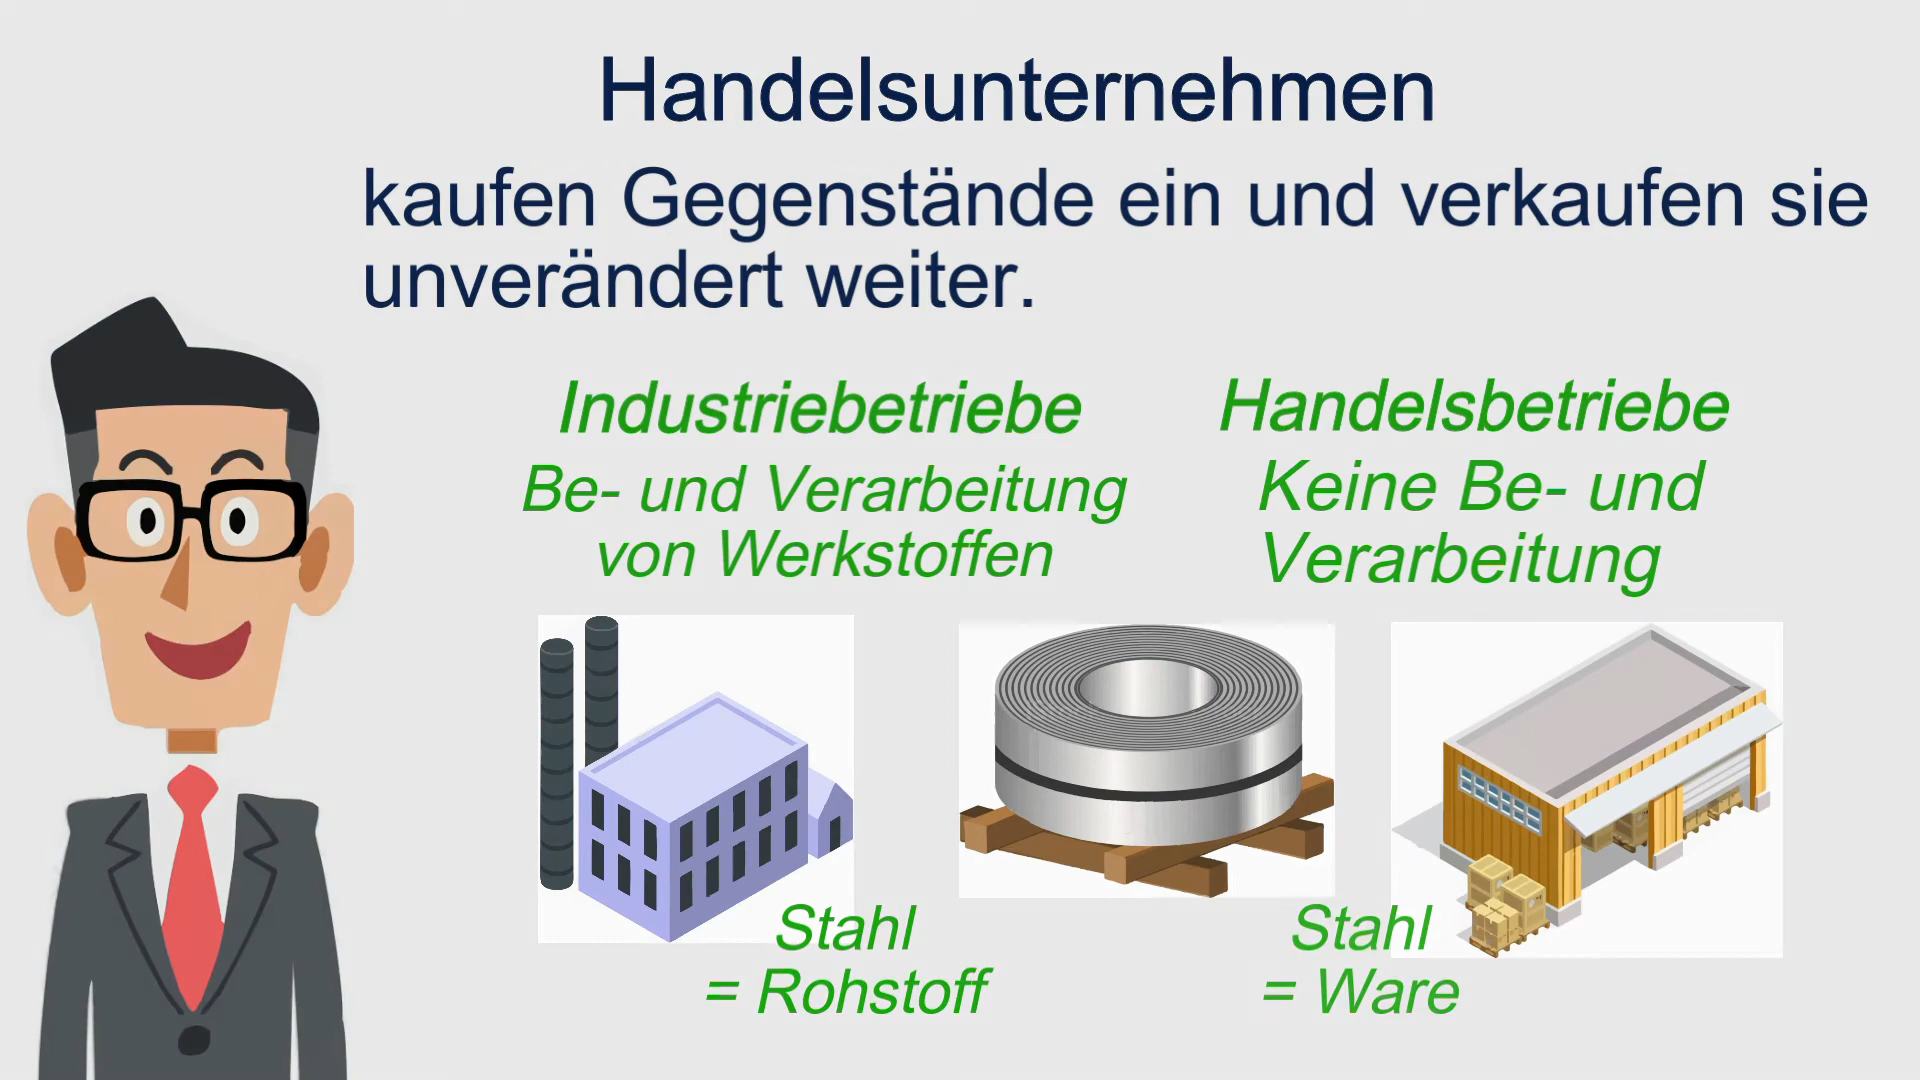 Handelsunternehmen
kaufen Gegenstände ein und verkaufen sie
unverändert weiter.
Industriebetriebe
Be- und Verarbeitung
von Werkstoffen
Handelsbetriebe
Keine Be- und
Verarbeitung
Stahl
= Rohstoff
Stahl
= Ware